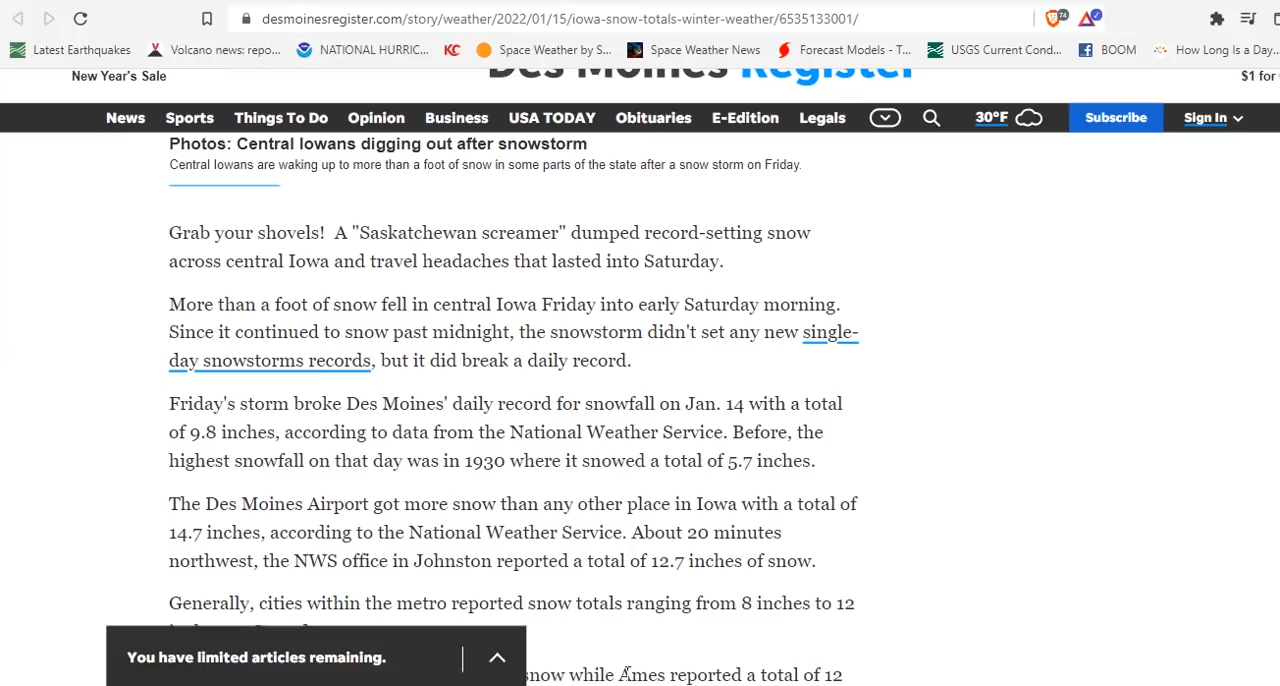 desmoinesregister.com/story/weather/2022/01/15/iowa-snow-totals-winter-weather/6535133001/
74
Latest Earthquakes Volcano news: repo... NATIONAL HURRIC... KC Space Weather by S... Space Weather News Forecast Models - T... USGS Current Cond... BOOM How Long Is a Day...
New Year's Sale
Des Moines Register
$1 for
News Sports Things To Do Opinion Business USA TODAY Obituaries E-Edition Legals 30°F Subscribe Sign In
Photos: Central Iowans digging out after snowstorm
Central Iowans are waking up to more than a foot of snow in some parts of the state after a snow storm on Friday.
Grab your shovels! A "Saskatchewan screamer" dumped record-setting snow
across central Iowa and travel headaches that lasted into Saturday.
More than a foot of snow fell in central Iowa Friday into early Saturday morning.
Since it continued to snow past midnight, the snowstorm didn't set any new single-
day snowstorms records, but it did break a daily record.
Friday's storm broke Des Moines' daily record for snowfall on Jan. 14 with a total
of 9.8 inches, according to data from the National Weather Service. Before, the
highest snowfall on that day was in 1930 where it snowed a total of 5.7 inches.
The Des Moines Airport got more snow than any other place in Iowa with a total of
14.7 inches, according to the National Weather Service. About 20 minutes
northwest, the NWS office in Johnston reported a total of 12.7 inches of snow.
Generally, cities within the metro reported snow totals ranging from 8 inches to 12
You have limited articles remaining.
snow while Ames reported a total of 12